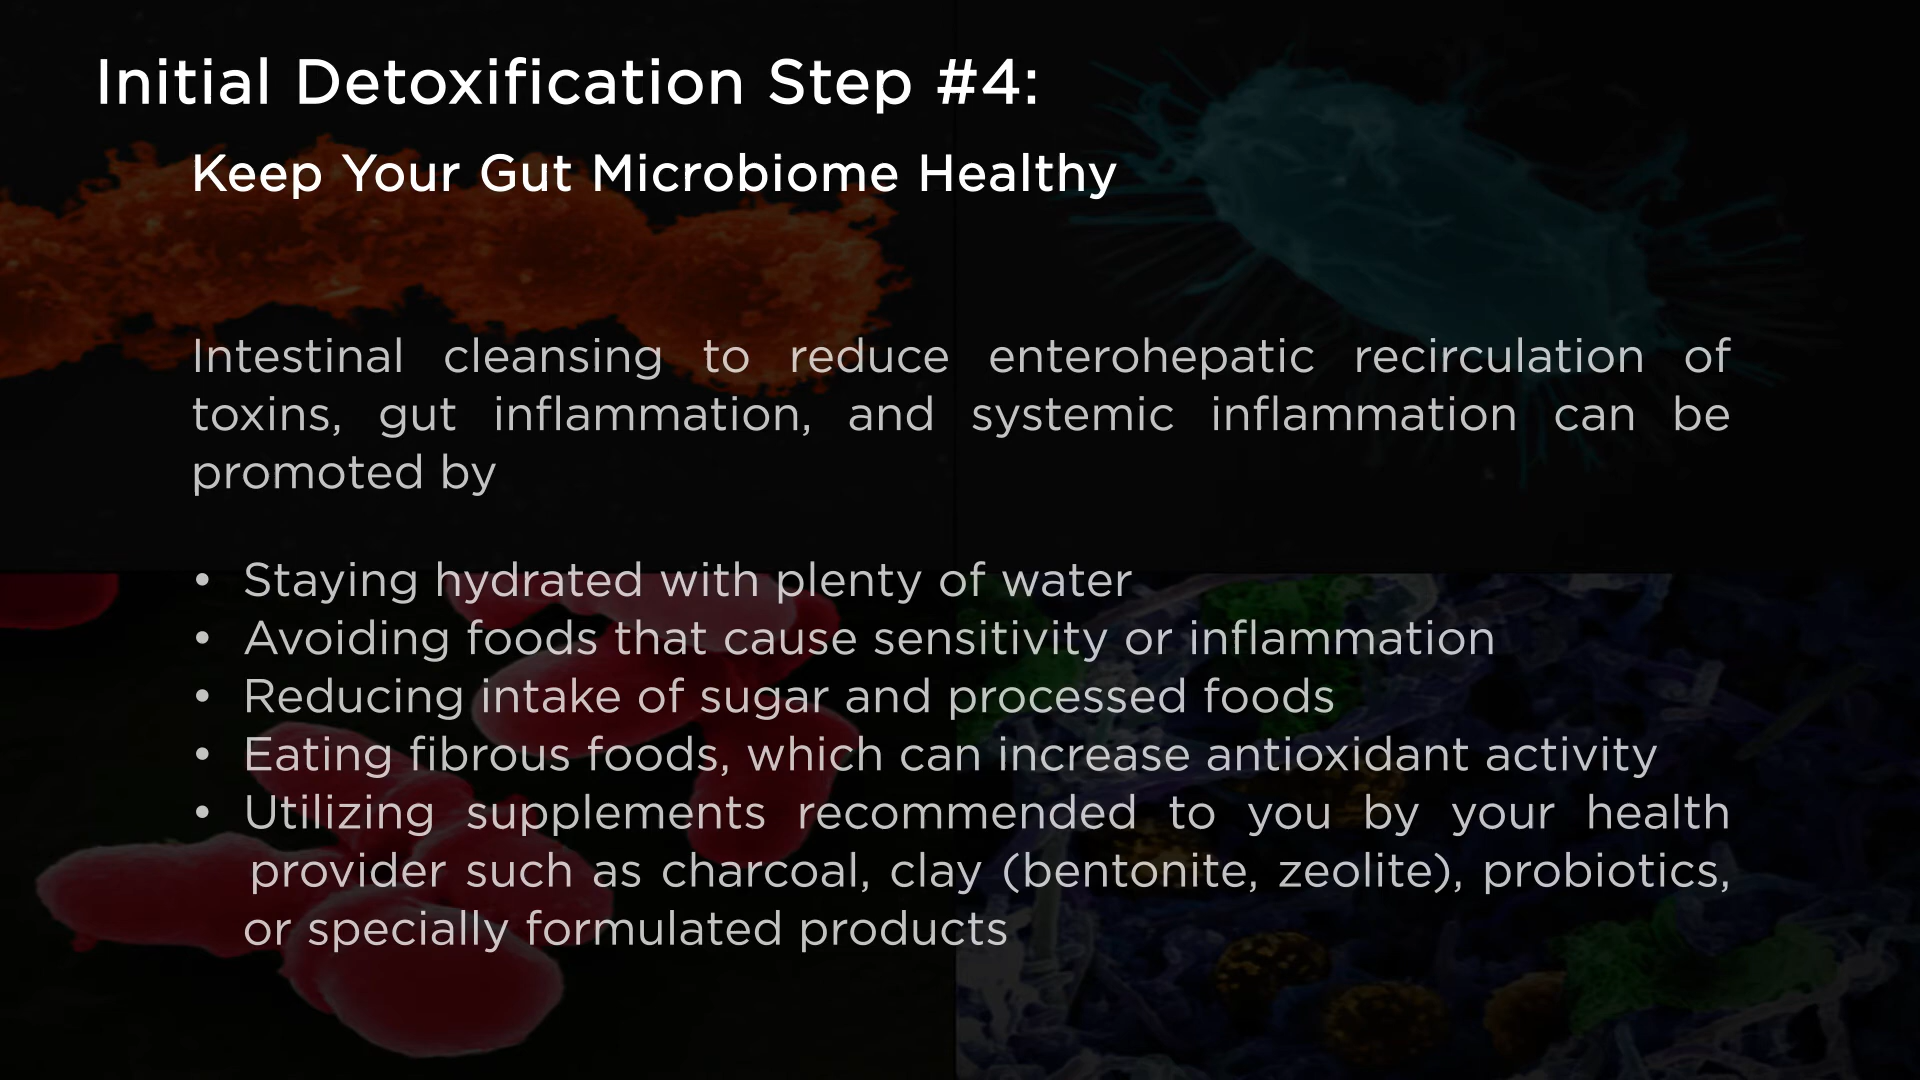 Initial Detoxification Step #4:
Keep Your Gut Microbiome Healthy
Intestinal cleansing to reduce enterohepatic recirculation of
toxins, gut inflammation, and systemic inflammation can be
promoted by
• Staying hydrated with plenty of water
• Avoiding foods that cause sensitivity or inflammation
• Reducing intake of sugar and processed foods
• Eating fibrous foods, which can increase antioxidant activity
• Utilizing supplements recommended to you by your health
provider such as charcoal, clay (bentonite, zeolite), probiotics,
or specially formulated products